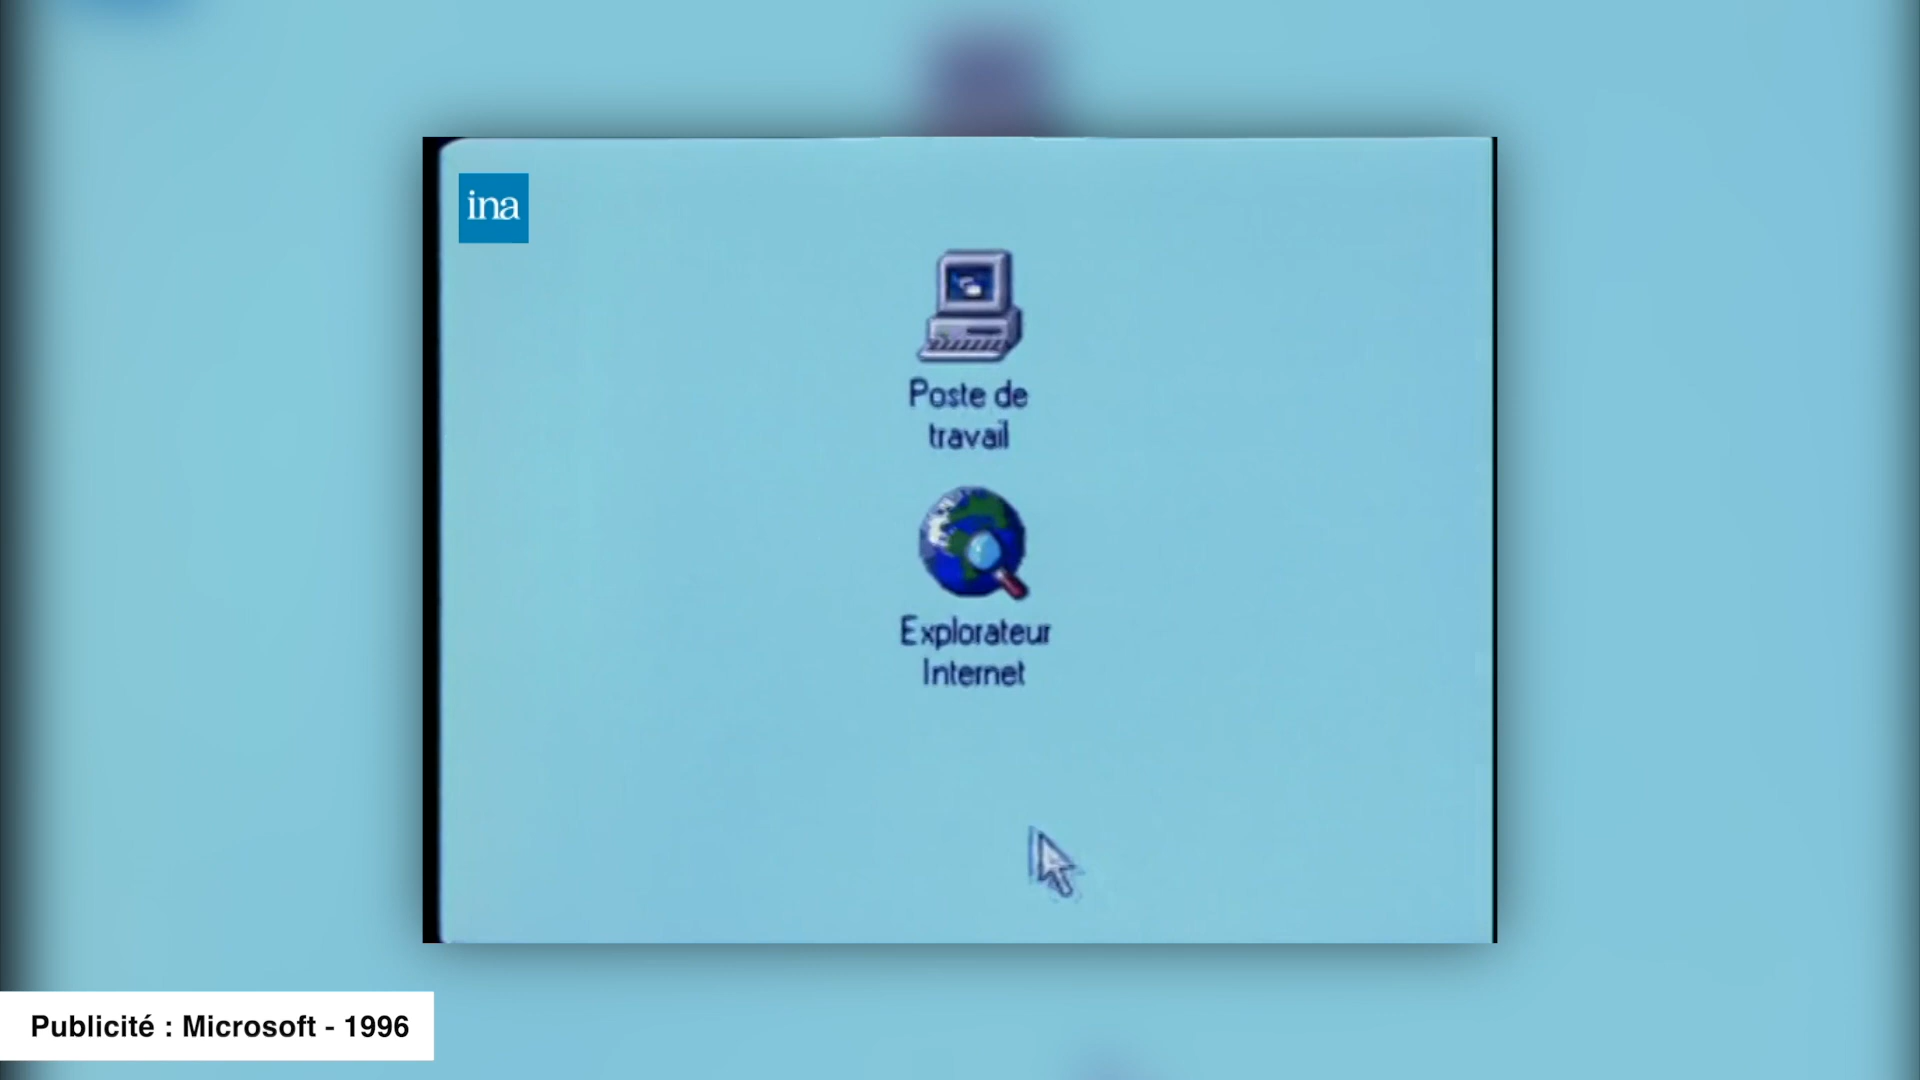 ina
Poste de
travail
Explorateur
Internet
Publicité : Microsoft - 1996